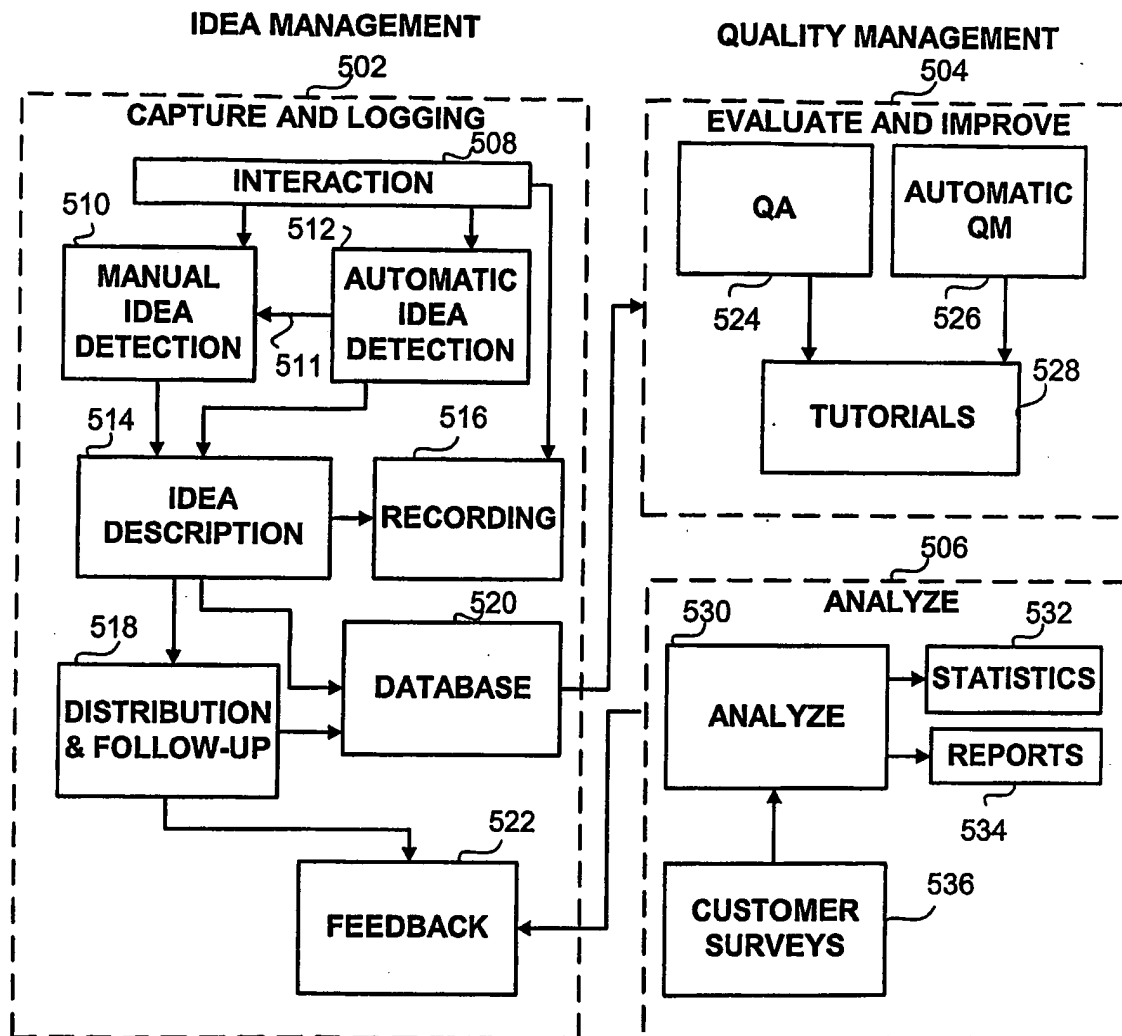 IDEA MANAGEMENT
502
CAPTURE AND LOGGING
508
INTERACTION
510
MANUAL
IDEA
DETECTION
512
AUTOMATIC
IDEA
DETECTION
511
514
IDEA
DESCRIPTION
516
RECORDING
518
DISTRIBUTION
& FOLLOW-UP
520
DATABASE
522
FEEDBACK
QUALITY MANAGEMENT
504
EVALUATE AND IMPROVE
QA
524
AUTOMATIC
QM
526
528
TUTORIALS
506
ANALYZE
530
ANALYZE
532
STATISTICS
REPORTS
534
CUSTOMER
SURVEYS
536